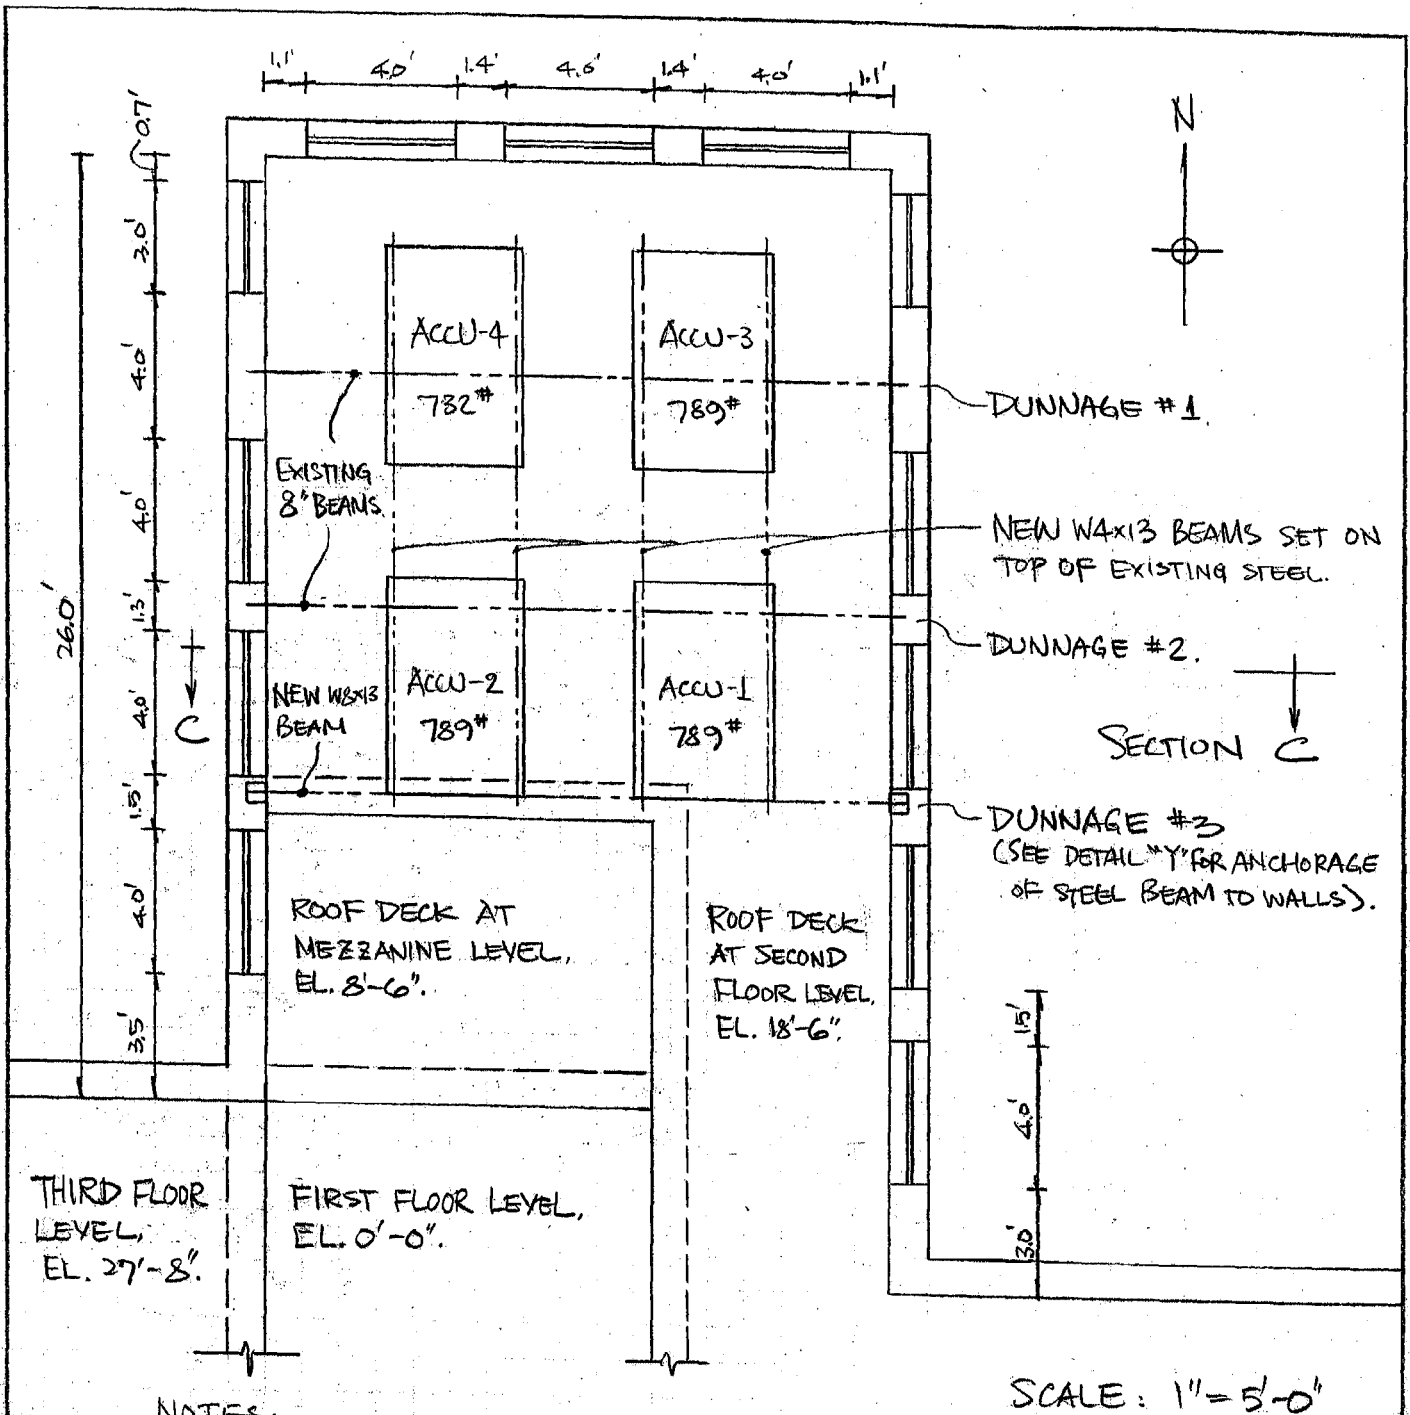 1.1' 4.0' 1.4' 4.0' 1.4' 4.0' 1.1'
N
0.7'
3.0'
4.0'
4.0'
1.3'
4.0'
1.5'
4.0'
3.5'
26.0'
ACCU-4
732#
ACCU-3
789#
DUNNAGE #1.
EXISTING
8" BEAMS.
NEW W4x13 BEAMS SET ON
TOP OF EXISTING STEEL.
DUNNAGE #2.
NEW W8x13
BEAM
ACCU-2
789#
ACCU-1
789#
C
SECTION C
DUNNAGE #3
(SEE DETAIL "Y" FOR ANCHORAGE
OF STEEL BEAM TO WALLS).
ROOF DECK AT
MEZZANINE LEVEL,
EL. 8'-6".
ROOF DECK
AT SECOND
FLOOR LEVEL,
EL. 18'-6".
1.5'
4.0'
3.0'
THIRD FLOOR
LEVEL,
EL. 27'-8".
FIRST FLOOR LEVEL,
EL. 0'-0".
SCALE: 1"=5'-0"
NOTES: